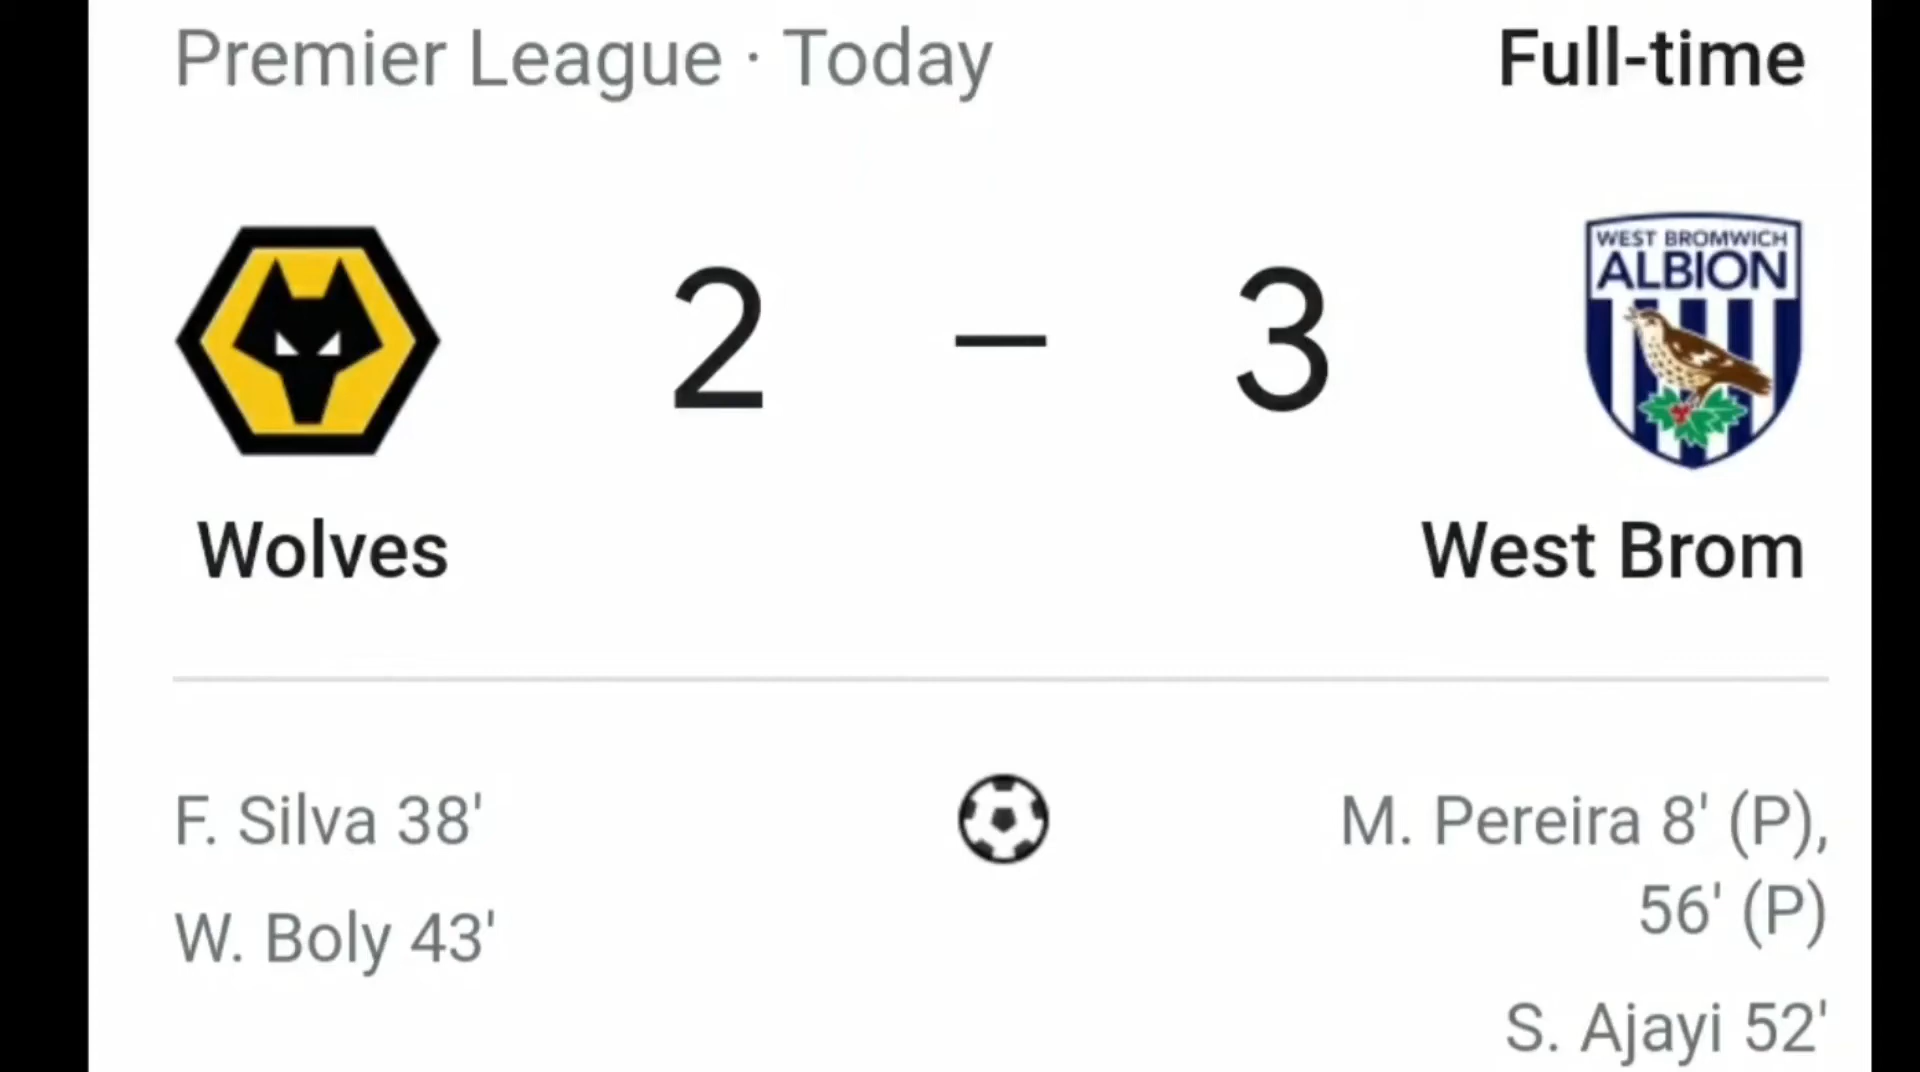 Premier League · Today Full-time
WEST BROMWICH
ALBION
2 – 3
Wolves West Brom
F. Silva 38' M. Pereira 8' (P),
56' (P)
W. Boly 43'
S. Ajayi 52'